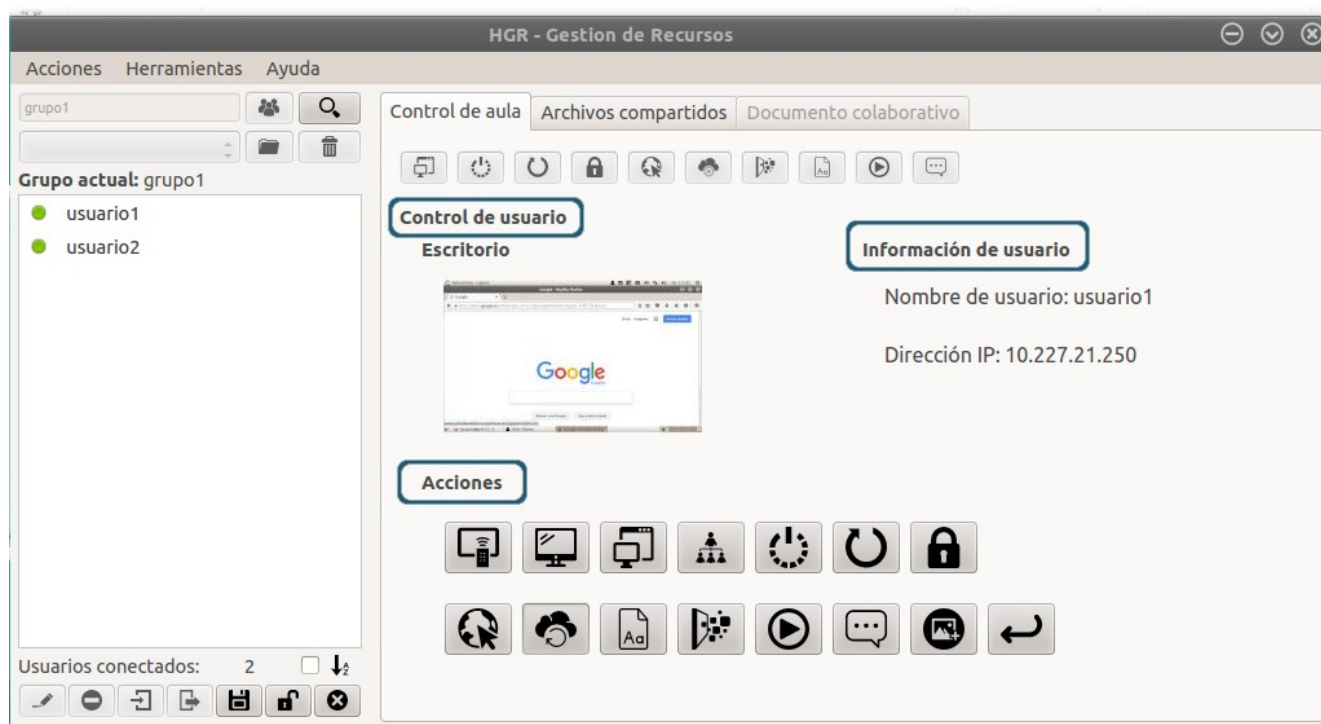 HGR - Gestion de Recursos
Acciones Herramientas Ayuda
grupo1
Grupo actual: grupo1
usuario1
usuario2
Usuarios conectados: 2
Control de aula Archivos compartidos Documento colaborativo
Aa
Control de usuario
Escritorio
Google
Información de usuario
Nombre de usuario: usuario1
Dirección IP: 10.227.21.250
Acciones
Aa